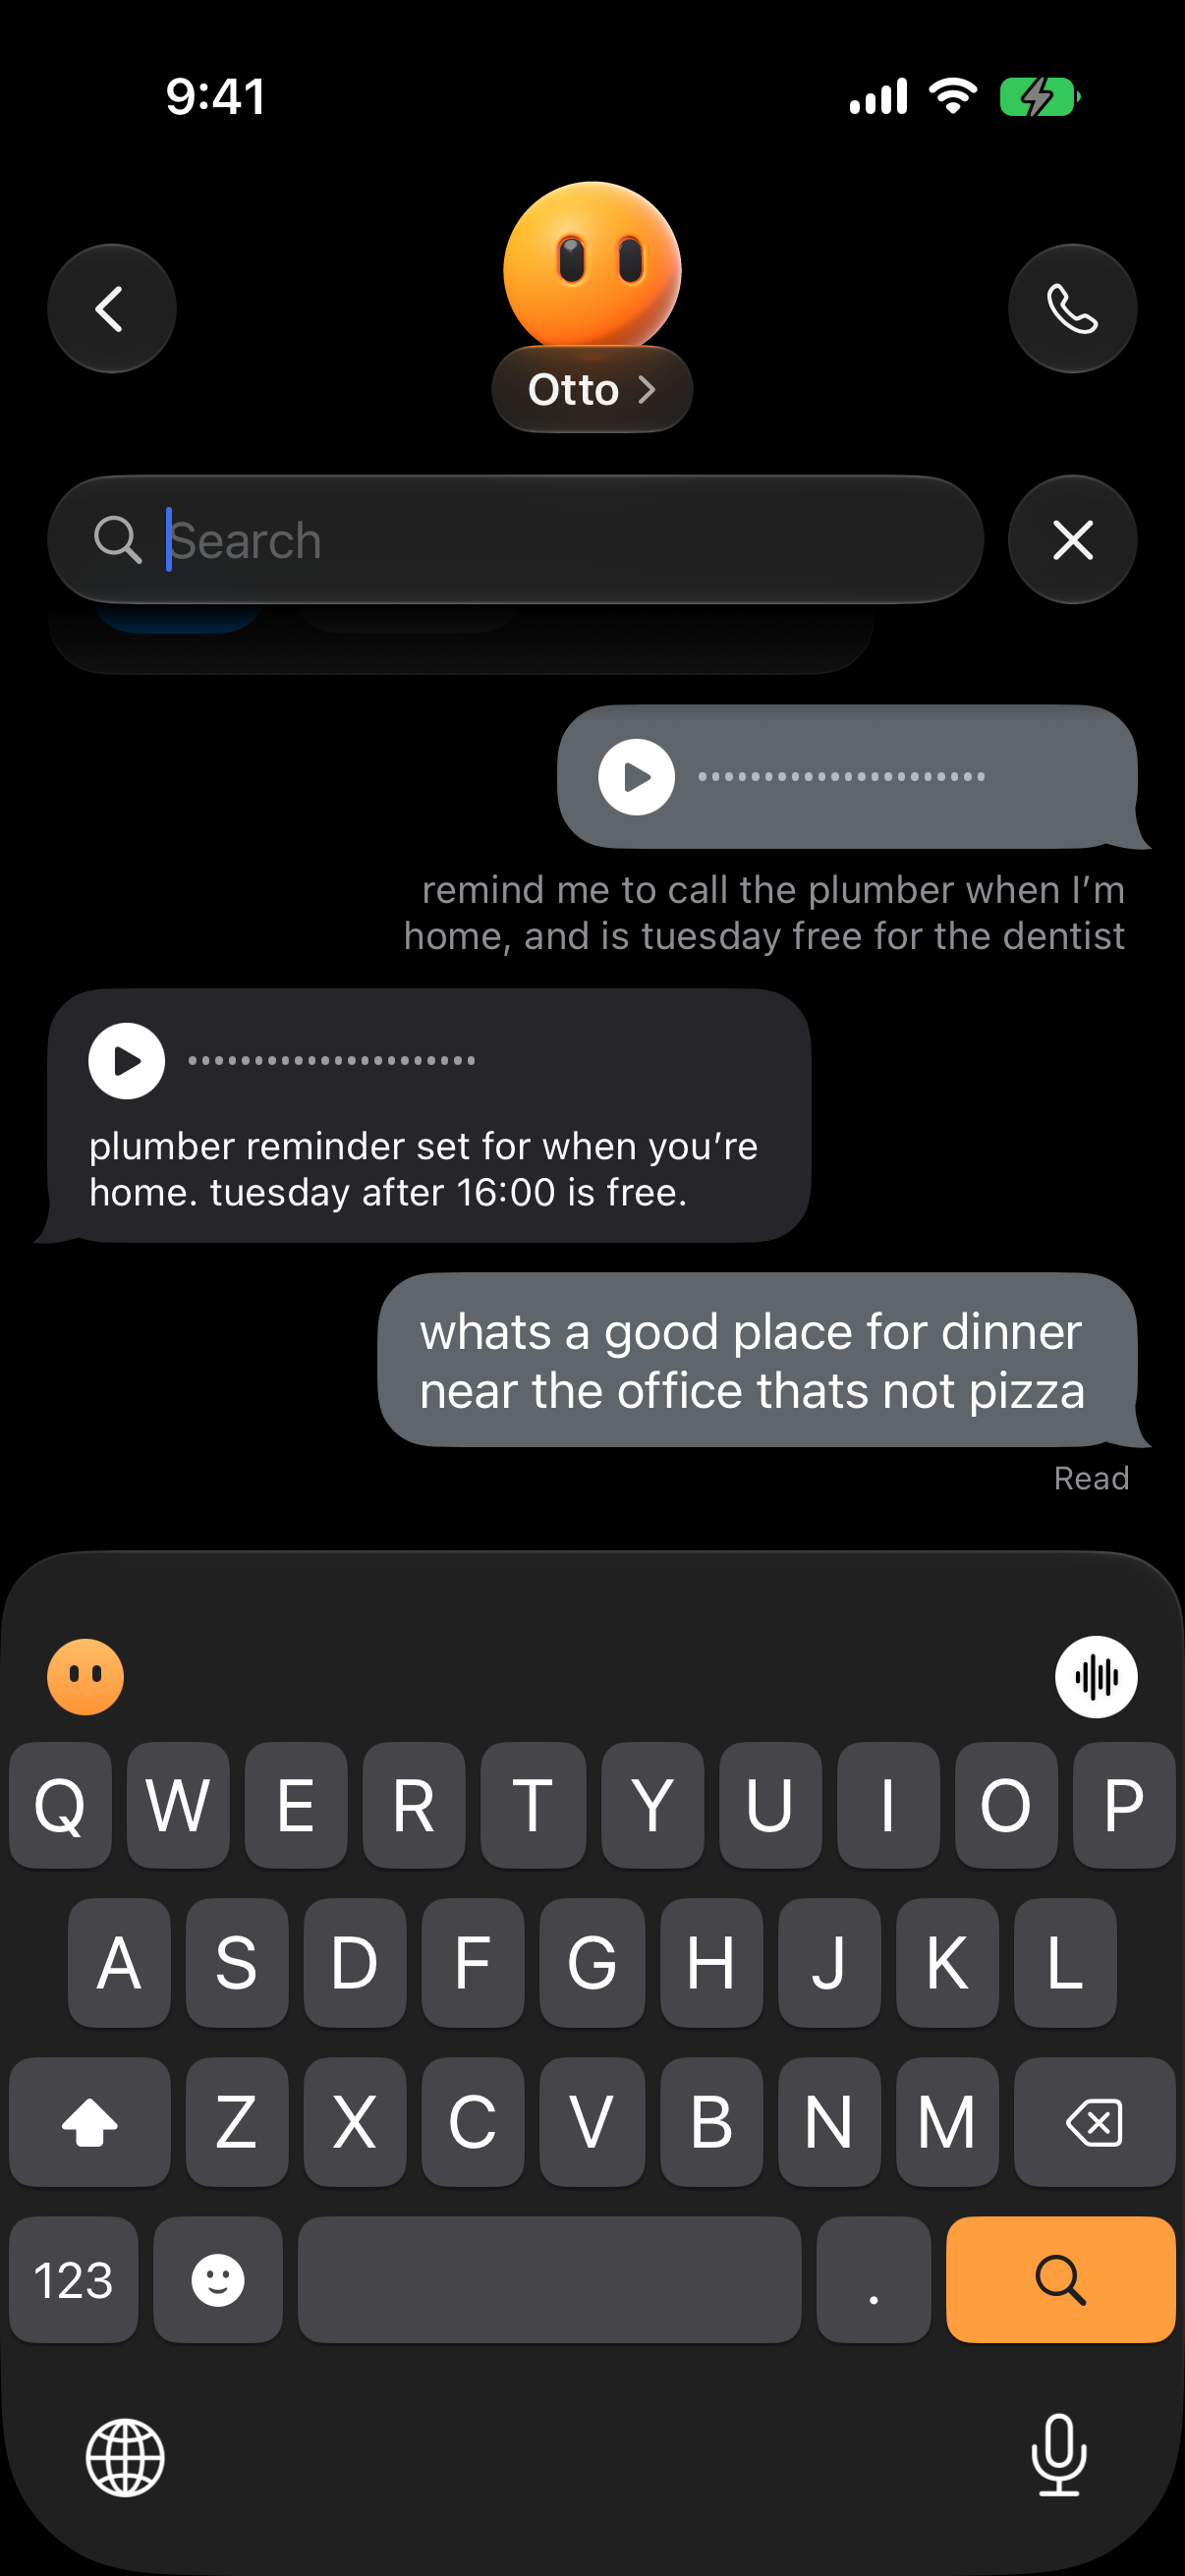 9:41
Otto
Search
remind me to call the plumber when I’m
home, and is tuesday free for the dentist
plumber reminder set for when you’re
home. tuesday after 16:00 is free.
whats a good place for dinner
near the office thats not pizza
Read
Q W E R T Y U I O P
A S D F G H J K L
Z X C V B N M
123 .